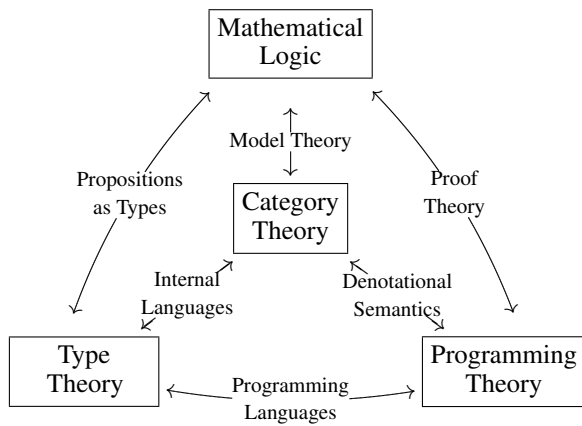 Mathematical
Logic
Model Theory
Propositions
as Types
Proof
Theory
Category
Theory
Internal
Languages
Denotational
Semantics
Type
Theory
Programming
Languages
Programming
Theory